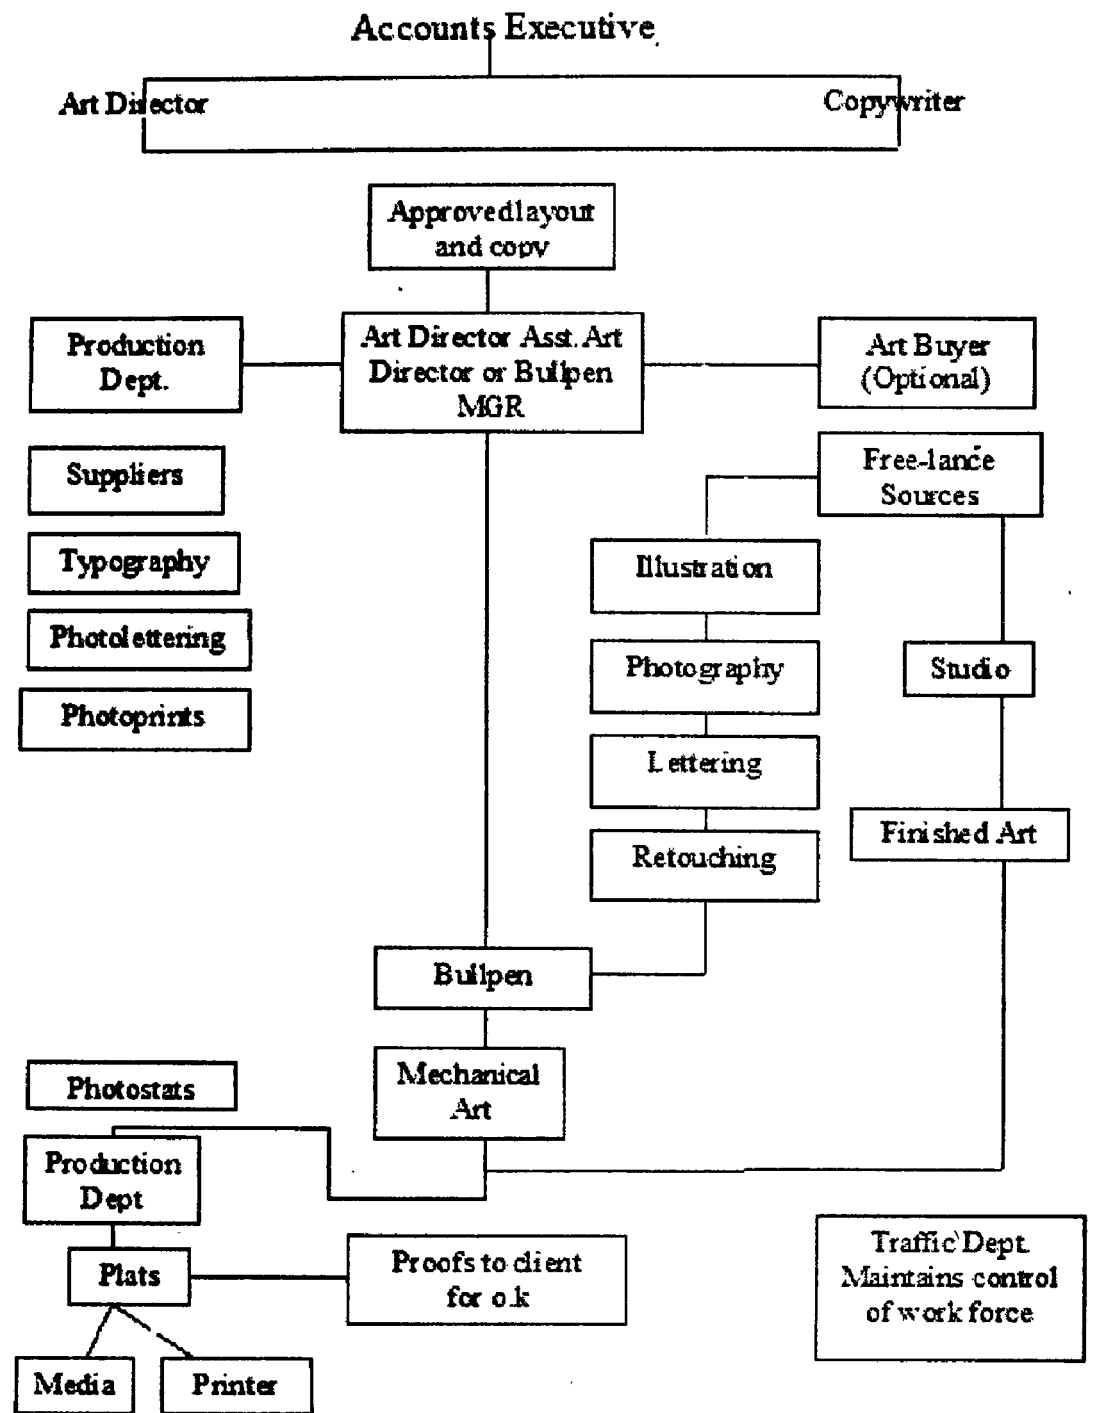 Accounts Executive
Art Director
Copywriter
Approved layout
and copy
Production
Dept.
Art Director Asst. Art
Director or Bullpen
MGR
Art Buyer
(Optional)
Suppliers
Free-lance
Sources
Typography
Illustration
Photolettering
Photography
Studio
Photoprints
Lettering
Finished Art
Retouching
Bullpen
Mechanical
Art
Photostats
Production
Dept
Plats
Proofs to client
for o.k
Traffic Dept.
Maintains control
of work force
Media
Printer